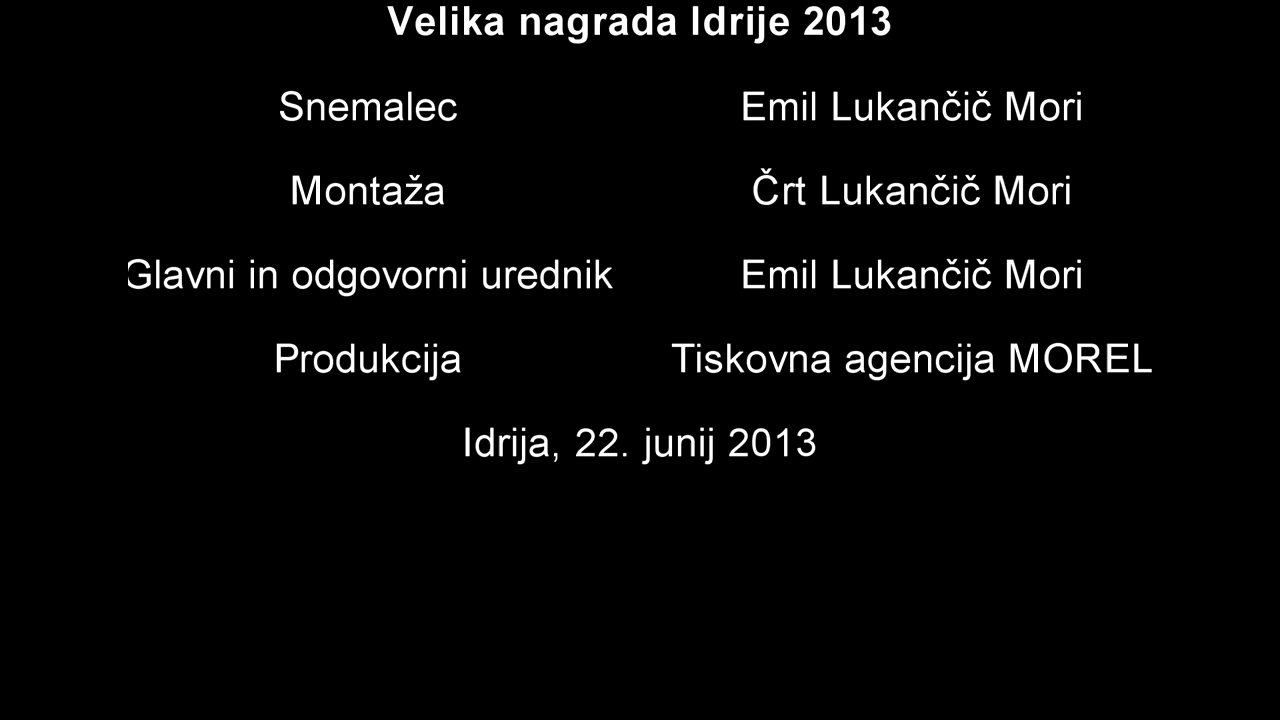 Velika nagrada Idrije 2013
Snemalec Emil Lukančič Mori
Montaža Črt Lukančič Mori
Glavni in odgovorni urednik Emil Lukančič Mori
Produkcija Tiskovna agencija MOREL
Idrija, 22. junij 2013